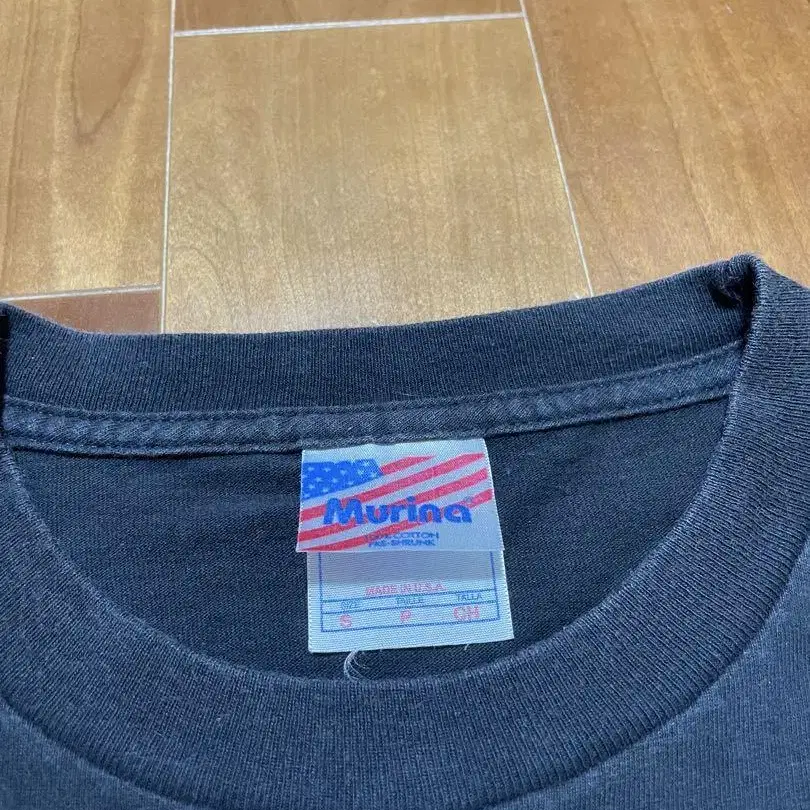 Murina®
100% COTTON
PRE-SHRUNK
MADE IN U.S.A.
SIZE TAILLE TALLA
S P CH